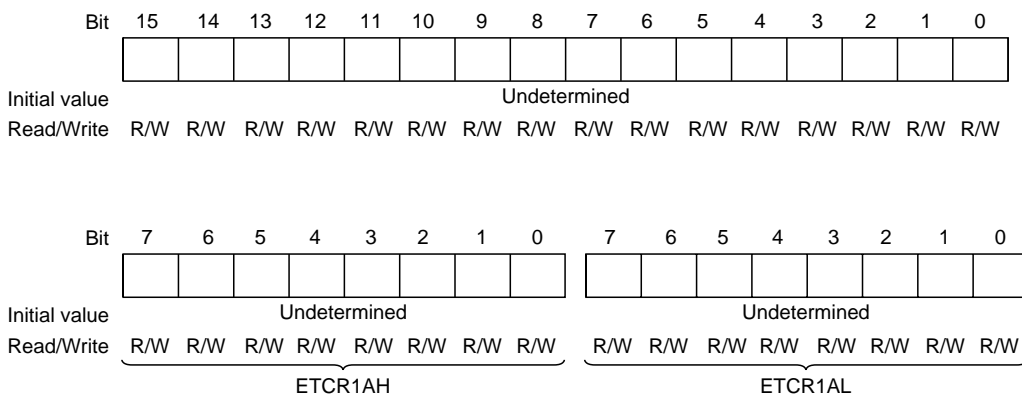 Bit 15 14 13 12 11 10 9 8 7 6 5 4 3 2 1 0
Initial value Undetermined
Read/Write R/W R/W R/W R/W R/W R/W R/W R/W R/W R/W R/W R/W R/W R/W R/W R/W
Bit 7 6 5 4 3 2 1 0 7 6 5 4 3 2 1 0
Initial value Undetermined Undetermined
Read/Write R/W R/W R/W R/W R/W R/W R/W R/W R/W R/W R/W R/W R/W R/W R/W R/W
ETCR1AH ETCR1AL